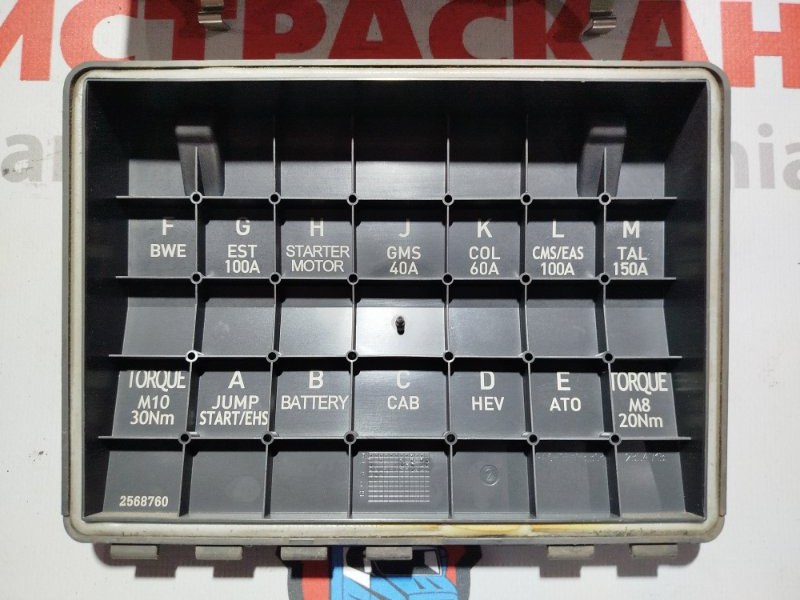 ИСТРАСКАН
F
BWE
G
EST
100A
H
STARTER
MOTOR
J
GMS
40A
K
COL
60A
L
CMS/EAS
100A
M
TAL
150A
TORQUE
M10
30Nm
A
JUMP
START/EHS
B
BATTERY
C
CAB
D
HEV
E
ATO
TORQUE
M8
20Nm
2568760